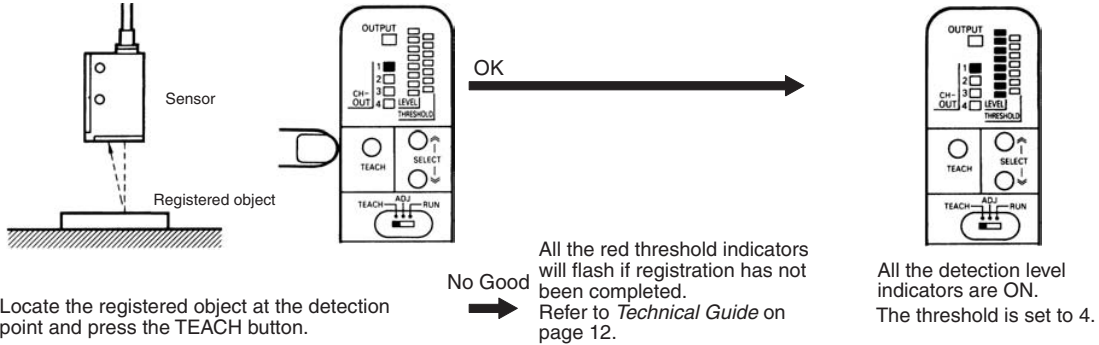 Sensor
Registered object
OUTPUT
1
2
CH- 3
OUT 4
LEVEL
THRESHOLD
TEACH
SELECT
ADJ
TEACH RUN
OK
OUTPUT
1
2
CH- 3
OUT 4
LEVEL
THRESHOLD
TEACH
SELECT
ADJ
TEACH RUN
Locate the registered object at the detection
point and press the TEACH button.
No Good
All the red threshold indicators
will flash if registration has not
been completed.
Refer to Technical Guide on
page 12.
All the detection level
indicators are ON.
The threshold is set to 4.